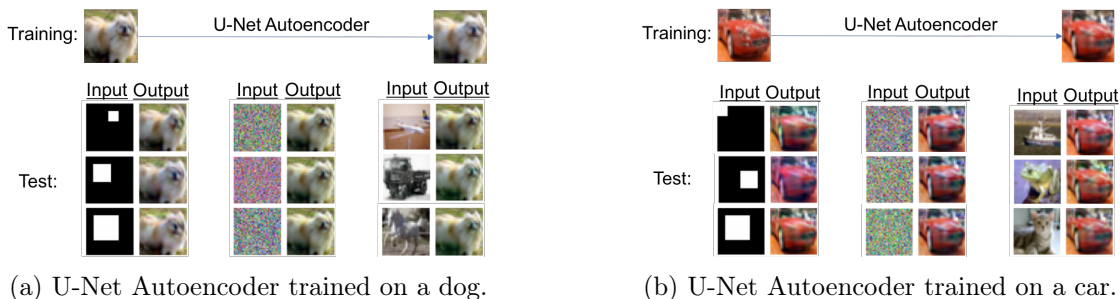 U-Net Autoencoder
Training:
Input Output
Input Output
Input Output
Test:
(a) U-Net Autoencoder trained on a dog.
U-Net Autoencoder
Training:
Input Output
Input Output
Input Output
Test:
(b) U-Net Autoencoder trained on a car.